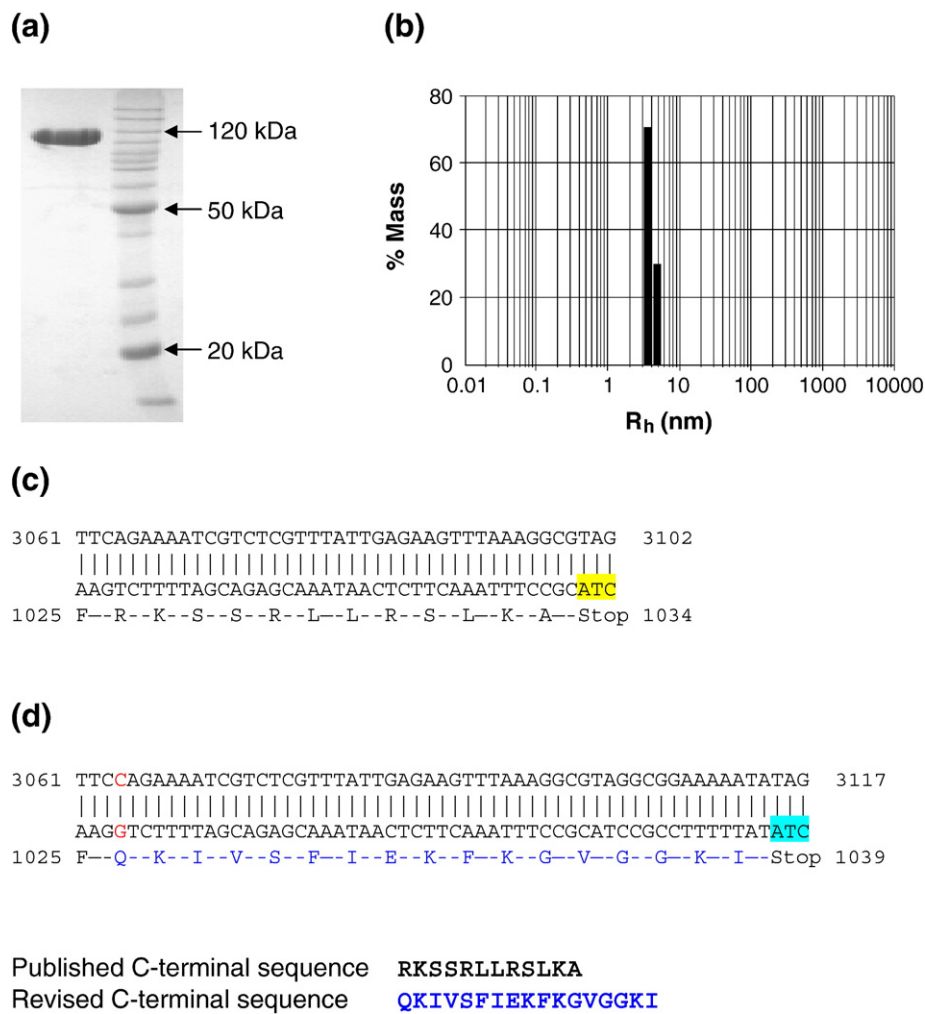 (a)
120 kDa
50 kDa
20 kDa
(b)
80
60
40
20
0
% Mass
0.01 0.1 1 10 100 1000 10000
Rh (nm)
(c)
3061 TTCAGAAAATCGTCTCGTTTATTGAGAAGTTTAAAGGCGTAG 3102
AAGTCTTTTAGCAGAGCAAATAACTCTTCAAATTTCCGCATC
1025 F--R--K--S--S--R--L--L--R--S--L--K--A--Stop 1034
(d)
3061 TTCCAGAAAATCGTCTCGTTTATTGAGAAGTTTAAAGGCGTAGGCGGAAAAATATAG 3117
AAGGTCTTTTAGCAGAGCAAATAACTCTTCAAATTTCCGCATCCGCCTTTTTATATC
1025 F--Q--K--I--V--S--F--I--E--K--F--K--G--V--G--G--K--I--Stop 1039
Published C-terminal sequence RKSSRLLRSLKA
Revised C-terminal sequence QKIVSFIEKFKGVGGKI